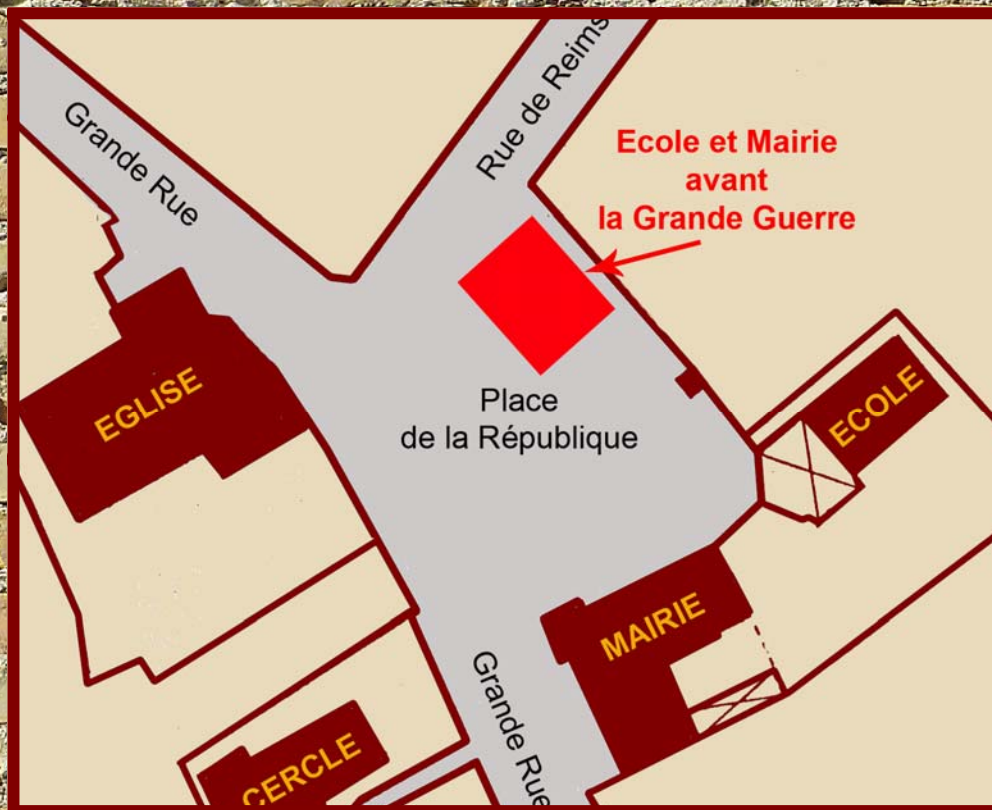 Grande Rue
Rue de Reims
Ecole et Mairie
avant
la Grande Guerre
EGLISE
Place
de la République
ECOLE
MAIRIE
Grande Rue
CERCLE